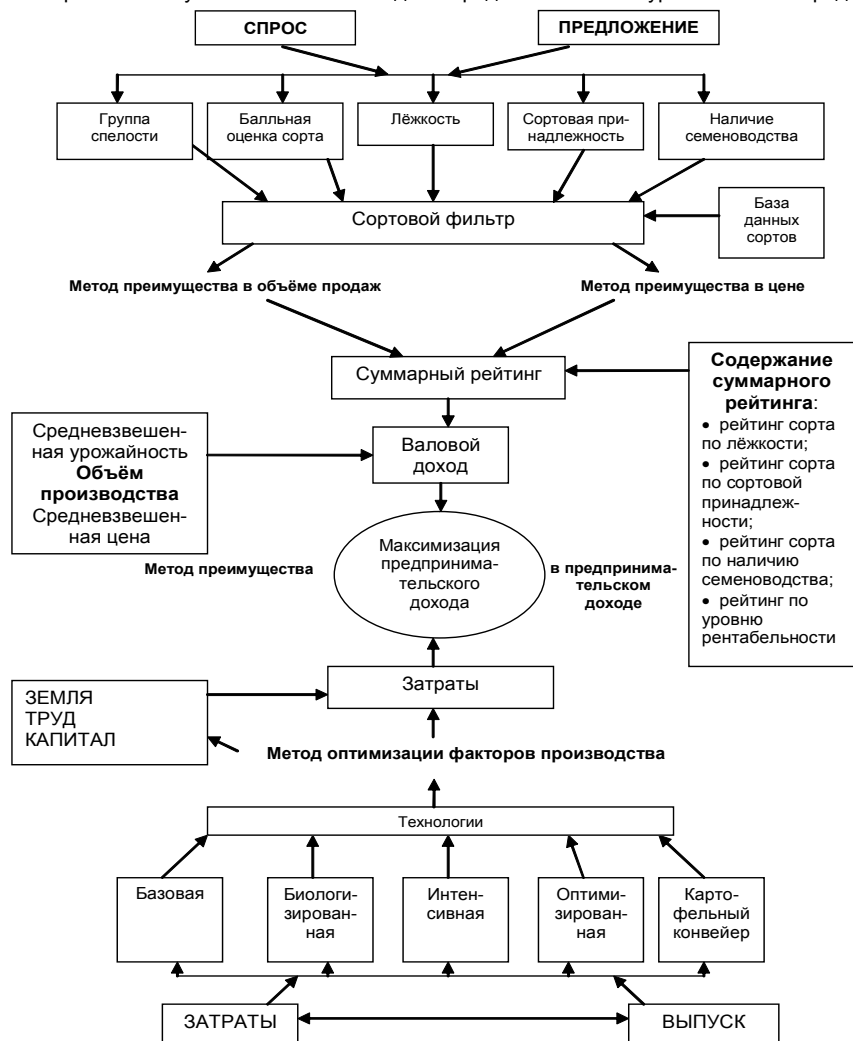 СПРОС
ПРЕДЛОЖЕНИЕ
Группа
спелости
Балльная
оценка сорта
Лёжкость
Сортовая при-
надлежность
Наличие
семеноводства
Сортовой фильтр
База
данных
сортов
Метод преимущества в объёме продаж
Метод преимущества в цене
Суммарный рейтинг
Содержание
суммарного
рейтинга:
• рейтинг сорта
по лёжкости;
• рейтинг сорта
по сортовой
принадлеж-
ности;
• рейтинг сорта
по наличию
семеноводства;
• рейтинг по
уровню
рентабельности
Средневзвешен-
ная урожайность
Объём
производства
Средневзвешен-
ная цена
Валовой
доход
Метод преимущества
Максимизация
предпринима-
тельского
дохода
в предпринима-
тельском
доходе
Затраты
ЗЕМЛЯ
ТРУД
КАПИТАЛ
Метод оптимизации факторов производства
Технологии
Базовая
Биологи-
зирован-
ная
Интен-
сивная
Оптими-
зирован-
ная
Карто-
фельный
конвейер
ЗАТРАТЫ
ВЫПУСК